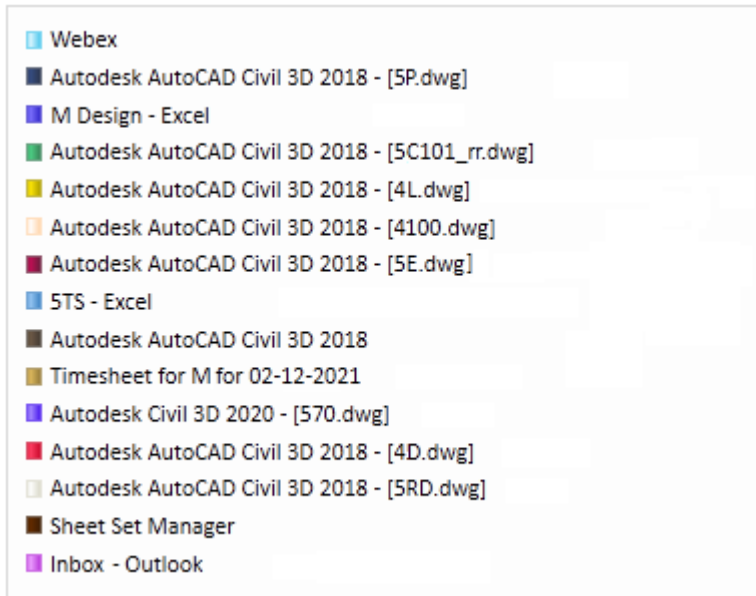 Webex
Autodesk AutoCAD Civil 3D 2018 - [5P.dwg]
M Design - Excel
Autodesk AutoCAD Civil 3D 2018 - [5C101_rr.dwg]
Autodesk AutoCAD Civil 3D 2018 - [4L.dwg]
Autodesk AutoCAD Civil 3D 2018 - [4100.dwg]
Autodesk AutoCAD Civil 3D 2018 - [5E.dwg]
5TS - Excel
Autodesk AutoCAD Civil 3D 2018
Timesheet for M for 02-12-2021
Autodesk Civil 3D 2020 - [570.dwg]
Autodesk AutoCAD Civil 3D 2018 - [4D.dwg]
Autodesk AutoCAD Civil 3D 2018 - [5RD.dwg]
Sheet Set Manager
Inbox - Outlook